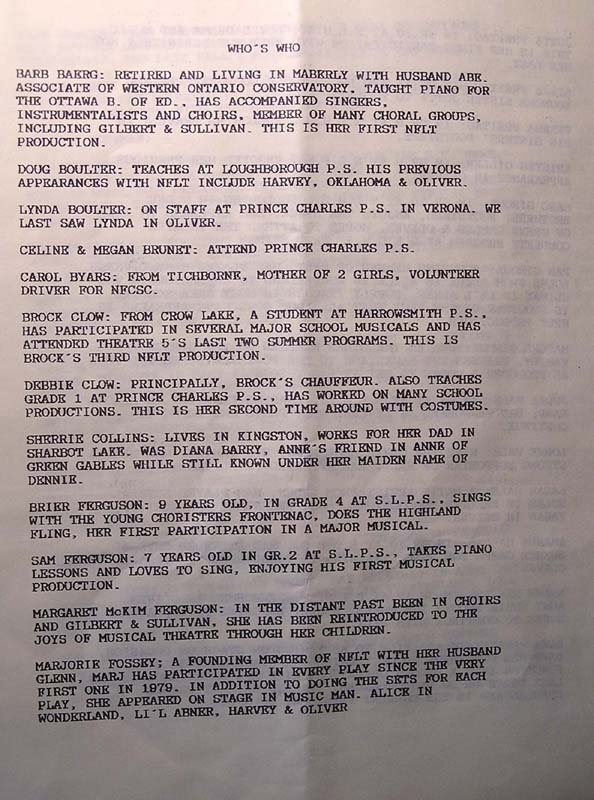 WHO'S WHO
BARB BAKERG: RETIRED AND LIVING IN MABERLY WITH HUSBAND ABE.
ASSOCIATE OF WESTERN ONTARIO CONSERVATORY. TAUGHT PIANO FOR
THE OTTAWA B. OF ED., HAS ACCOMPANIED SINGERS,
INSTRUMENTALISTS AND CHOIRS, MEMBER OF MANY CHORAL GROUPS,
INCLUDING GILBERT & SULLIVAN. THIS IS HER FIRST NFLT
PRODUCTION.
DOUG BOULTER: TEACHES AT LOUGHBOROUGH P.S. HIS PREVIOUS
APPEARANCES WITH NFLT INCLUDE HARVEY, OKLAHOMA & OLIVER.
LYNDA BOULTER: ON STAFF AT PRINCE CHARLES P.S. IN VERONA. WE
LAST SAW LYNDA IN OLIVER.
CELINE & MEGAN BRUNET: ATTEND PRINCE CHARLES P.S.
CAROL BYARS: FROM TICHBORNE, MOTHER OF 2 GIRLS, VOLUNTEER
DRIVER FOR NFCSC.
BROCK CLOW: FROM CROW LAKE, A STUDENT AT HARROWSMITH P.S.,
HAS PARTICIPATED IN SEVERAL MAJOR SCHOOL MUSICALS AND HAS
ATTENDED THEATRE 5'S LAST TWO SUMMER PROGRAMS. THIS IS
BROCK'S THIRD NFLT PRODUCTION.
DEBBIE CLOW: PRINCIPALLY, BROCK'S CHAUFFEUR. ALSO TEACHES
GRADE 1 AT PRINCE CHARLES P.S., HAS WORKED ON MANY SCHOOL
PRODUCTIONS. THIS IS HER SECOND TIME AROUND WITH COSTUMES.
SHERRIE COLLINS: LIVES IN KINGSTON, WORKS FOR HER DAD IN
SHARBOT LAKE. WAS DIANA BARRY, ANNE'S FRIEND IN ANNE OF
GREEN GABLES WHILE STILL KNOWN UNDER HER MAIDEN NAME OF
DENNIE.
BRIER FERGUSON: 9 YEARS OLD, IN GRADE 4 AT S.L.P.S., SINGS
WITH THE YOUNG CHORISTERS FRONTENAC, DOES THE HIGHLAND
FLING, HER FIRST PARTICIPATION IN A MAJOR MUSICAL.
SAM FERGUSON: 7 YEARS OLD IN GR.2 AT S.L.P.S., TAKES PIANO
LESSONS AND LOVES TO SING, ENJOYING HIS FIRST MUSICAL
PRODUCTION.
MARGARET McKIM FERGUSON: IN THE DISTANT PAST BEEN IN CHOIRS
AND GILBERT & SULLIVAN, SHE HAS BEEN REINTRODUCED TO THE
JOYS OF MUSICAL THEATRE THROUGH HER CHILDREN.
MARJORIE FOSSEY; A FOUNDING MEMBER OF NFLT WITH HER HUSBAND
GLENN, MARJ HAS PARTICIPATED IN EVERY PLAY SINCE THE VERY
FIRST ONE IN 1979. IN ADDITION TO DOING THE SETS FOR EACH
PLAY, SHE APPEARED ON STAGE IN MUSIC MAN. ALICE IN
WONDERLAND, LI'L ABNER, HARVEY & OLIVER